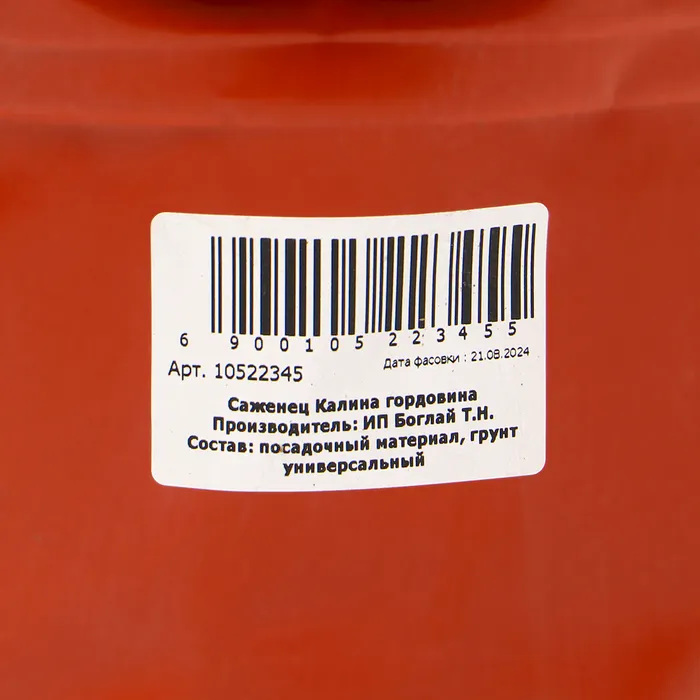 6 900105 223455
Арт. 10522345
Дата фасовки : 21.08.2024
Саженец Калина гордовина
Производитель: ИП Боглай Т.Н.
Состав: посадочный материал, грунт
универсальный